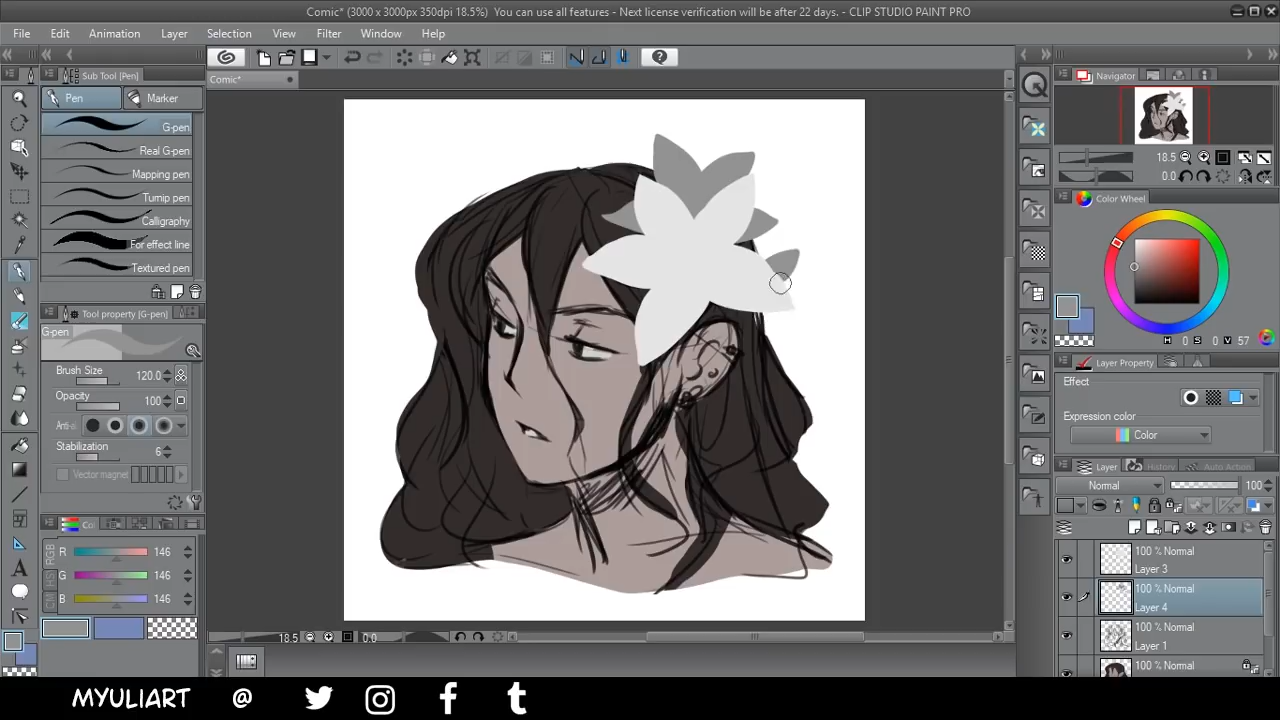 Comic* (3000 x 3000px 350dpi 18.5%)  You can use all features - Next license verification will be after 22 days. - CLIP STUDIO PAINT PRO
File Edit Animation Layer Selection View Filter Window Help
Sub Tool [Pen]
Comic*
Navigator
Pen Marker
G-pen
Real G-pen
Mapping pen
Turnip pen
Calligraphy
For effect line
Textured pen
18.5
0.0
Color Wheel
Tool property [G-pen]
G-pen
H 0 S 0 V 57
Brush Size 120.0
Opacity 100
Stabilization 6
Vector magnet
Layer Property
Effect
Expression color
Color
Layer History Auto Action
Normal 100
RGB
R 146
G 146
B 146
100 % Normal
Layer 3
100 % Normal
Layer 4
100 % Normal
Layer 1
100 % Normal
18.5 0.0
MYULIART @